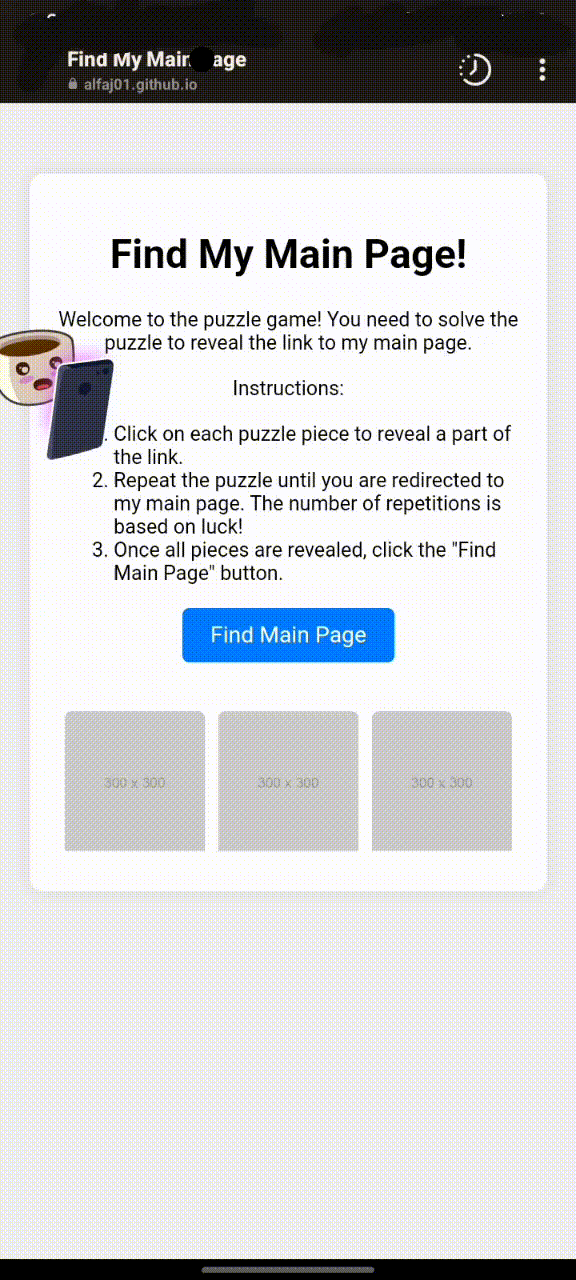 Find My Main Page
alfaj01.github.io
Find My Main Page!
Welcome to the puzzle game! You need to solve the
puzzle to reveal the link to my main page.
Instructions:
. Click on each puzzle piece to reveal a part of
the link.
2. Repeat the puzzle until you are redirected to
my main page. The number of repetitions is
based on luck!
3. Once all pieces are revealed, click the "Find
Main Page" button.
Find Main Page
300 x 300 300 x 300 300 x 300